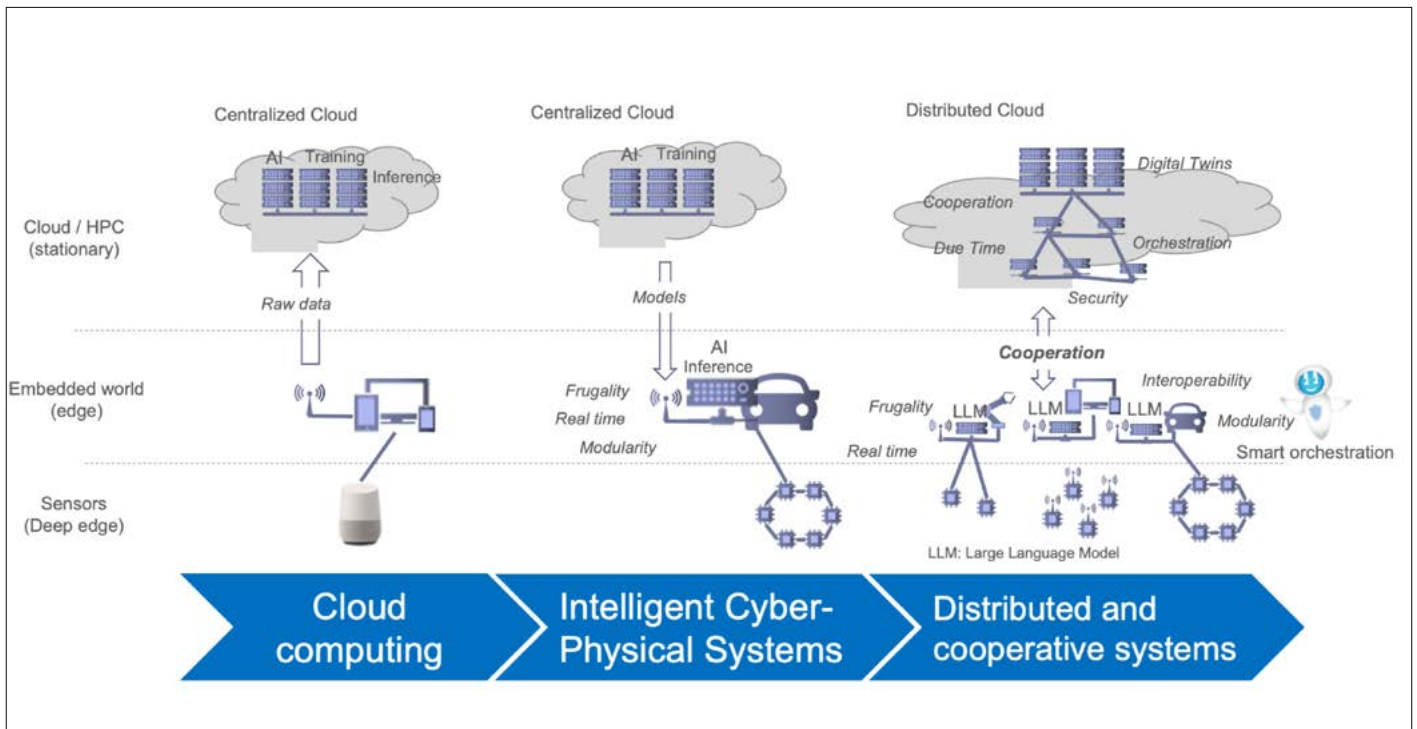 Centralized Cloud
AI Training
Inference
Centralized Cloud
AI Training
Distributed Cloud
Digital Twins
Cooperation
Due Time
Orchestration
Security
Cloud / HPC
(stationary)
Raw data
Models
Cooperation
Embedded world
(edge)
AI
Inference
Frugality
Real time
Modularity
Frugality
Real time
LLM
LLM
LLM
Interoperability
Modularity
Smart orchestration
Sensors
(Deep edge)
LLM: Large Language Model
Cloud
computing
Intelligent Cyber-
Physical Systems
Distributed and
cooperative systems